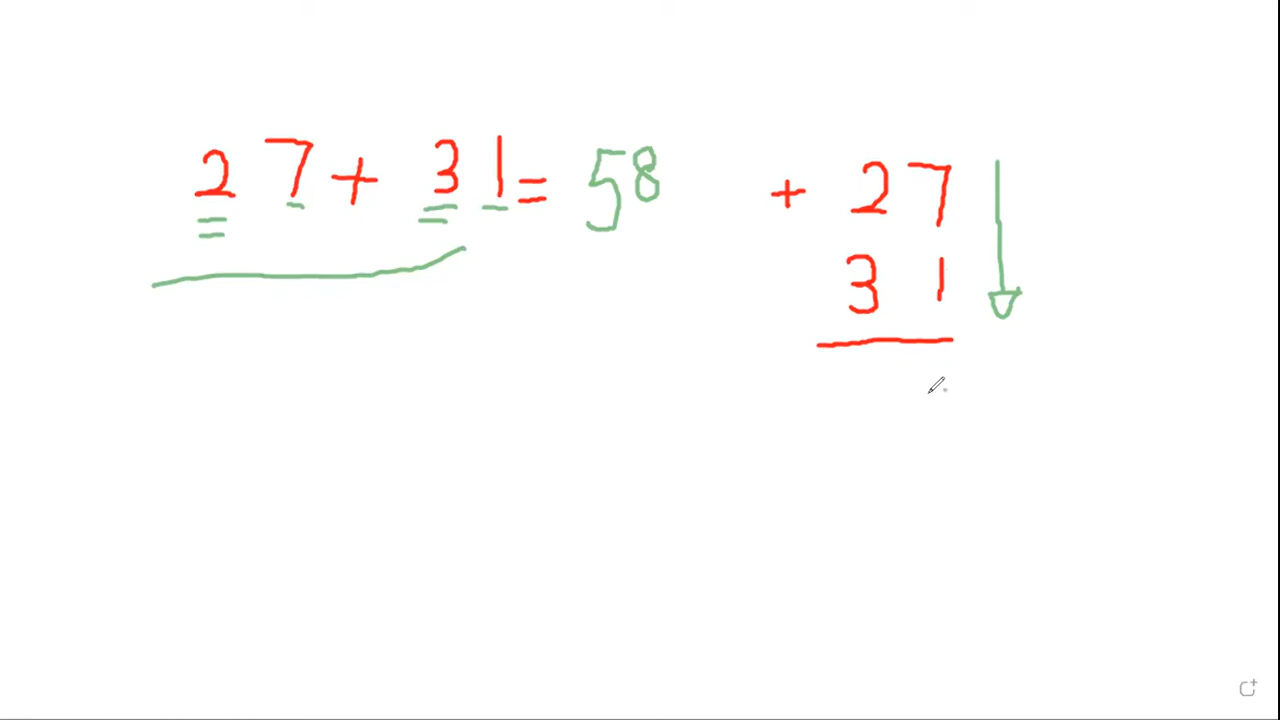 27 + 31 = 58
+ 27
31